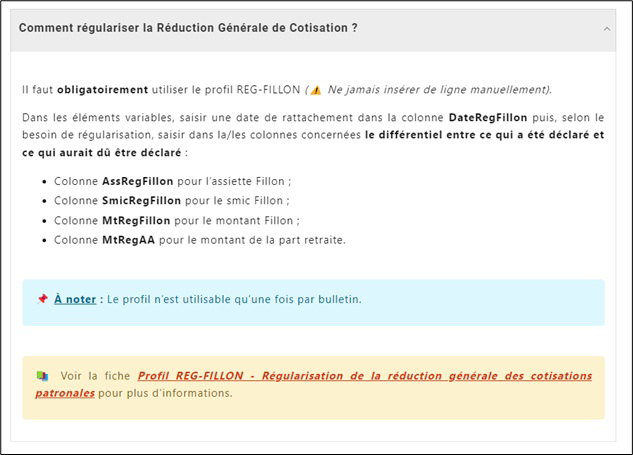 Comment régulariser la Réduction Générale de Cotisation ?
Il faut obligatoirement utiliser le profil REG-FILLON (⚠ Ne jamais insérer de ligne manuellement).
Dans les éléments variables, saisir une date de rattachement dans la colonne DateRegFillon puis, selon le
besoin de régularisation, saisir dans la/les colonnes concernées le différentiel entre ce qui a été déclaré et
ce qui aurait dû être déclaré :
• Colonne AssRegFillon pour l'assiette Fillon ;
• Colonne SmicRegFillon pour le smic Fillon ;
• Colonne MtRegFillon pour le montant Fillon ;
• Colonne MtRegAA pour le montant de la part retraite.
📌 À noter : Le profil n'est utilisable qu'une fois par bulletin.
📚 Voir la fiche Profil REG-FILLON - Régularisation de la réduction générale des cotisations
patronales pour plus d'informations.